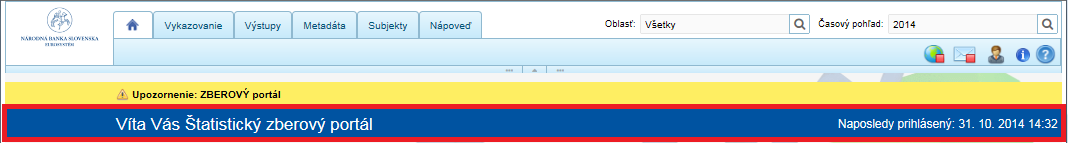 NÁRODNÁ BANKA SLOVENSKA
EUROSYSTÉM
Vykazovanie Výstupy Metadáta Subjekty Nápoveď
Oblasť: Všetky Časový pohľad: 2014
Upozornenie: ZBEROVÝ portál
Víta Vás Štatistický zberový portál Naposledy prihlásený: 31. 10. 2014 14:32